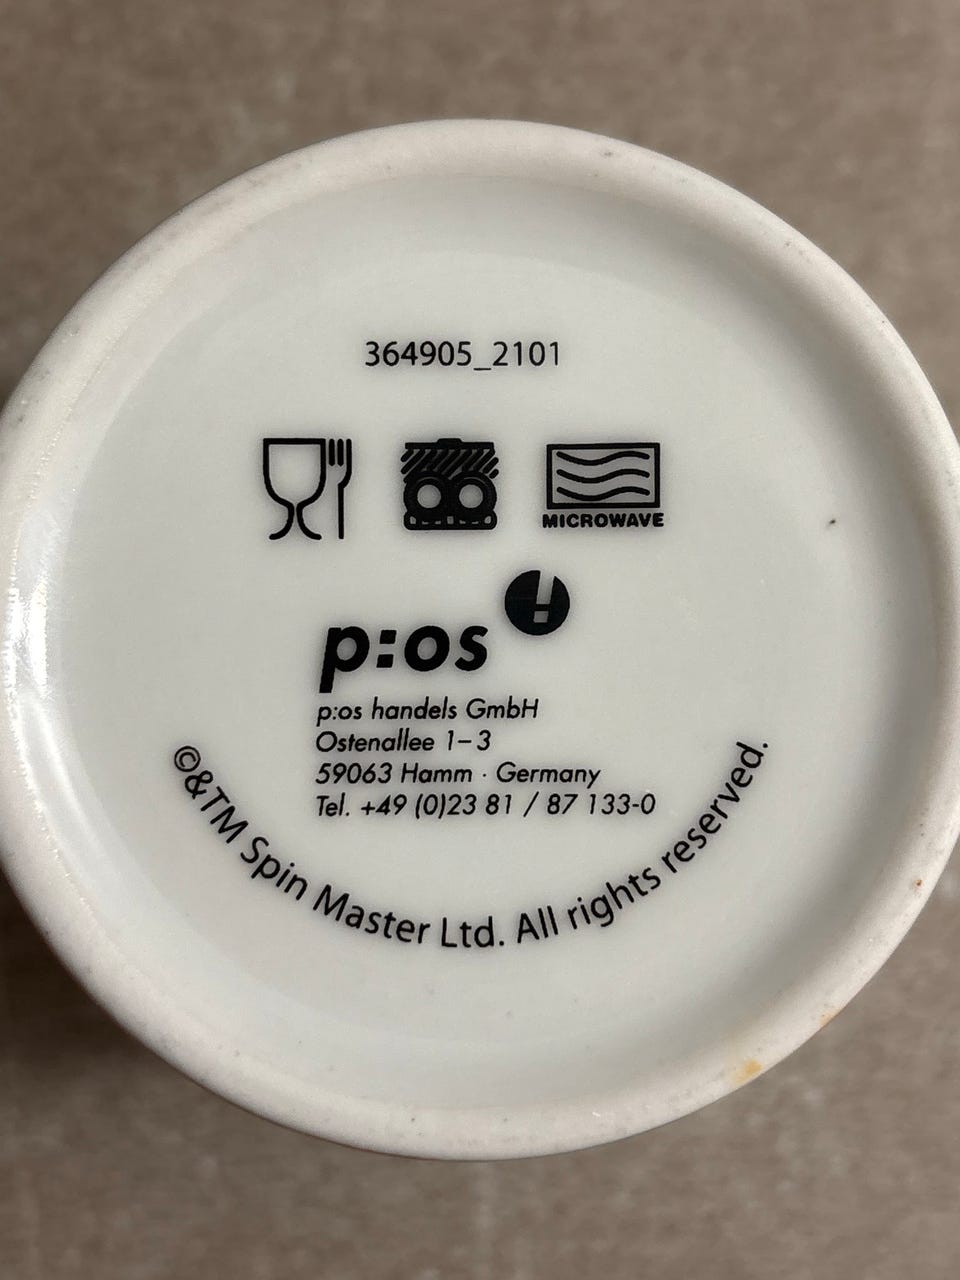 364905_2101
MICROWAVE
p:os
p:os handels GmbH
Ostenallee 1–3
59063 Hamm · Germany
Tel. +49 (0)23 81 / 87 133-0
©&TM Spin Master Ltd. All rights reserved.